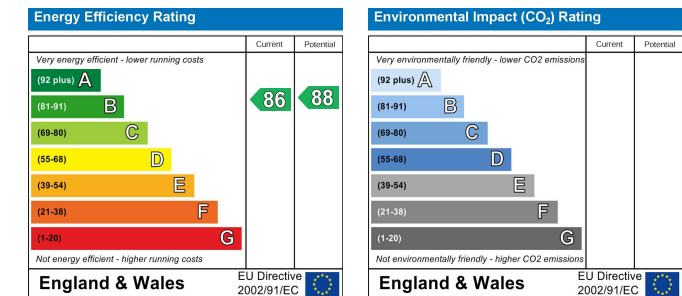 Energy Efficiency Rating
Current Potential
Very energy efficient - lower running costs
(92 plus) A
(81-91) B
(69-80) C
(55-68) D
(39-54) E
(21-38) F
(1-20) G
86
88
Not energy efficient - higher running costs
England & Wales
EU Directive
2002/91/EC
Environmental Impact (CO2) Rating
Current Potential
Very environmentally friendly - lower CO2 emissions
(92 plus) A
(81-91) B
(69-80) C
(55-68) D
(39-54) E
(21-38) F
(1-20) G
Not environmentally friendly - higher CO2 emissions
England & Wales
EU Directive
2002/91/EC